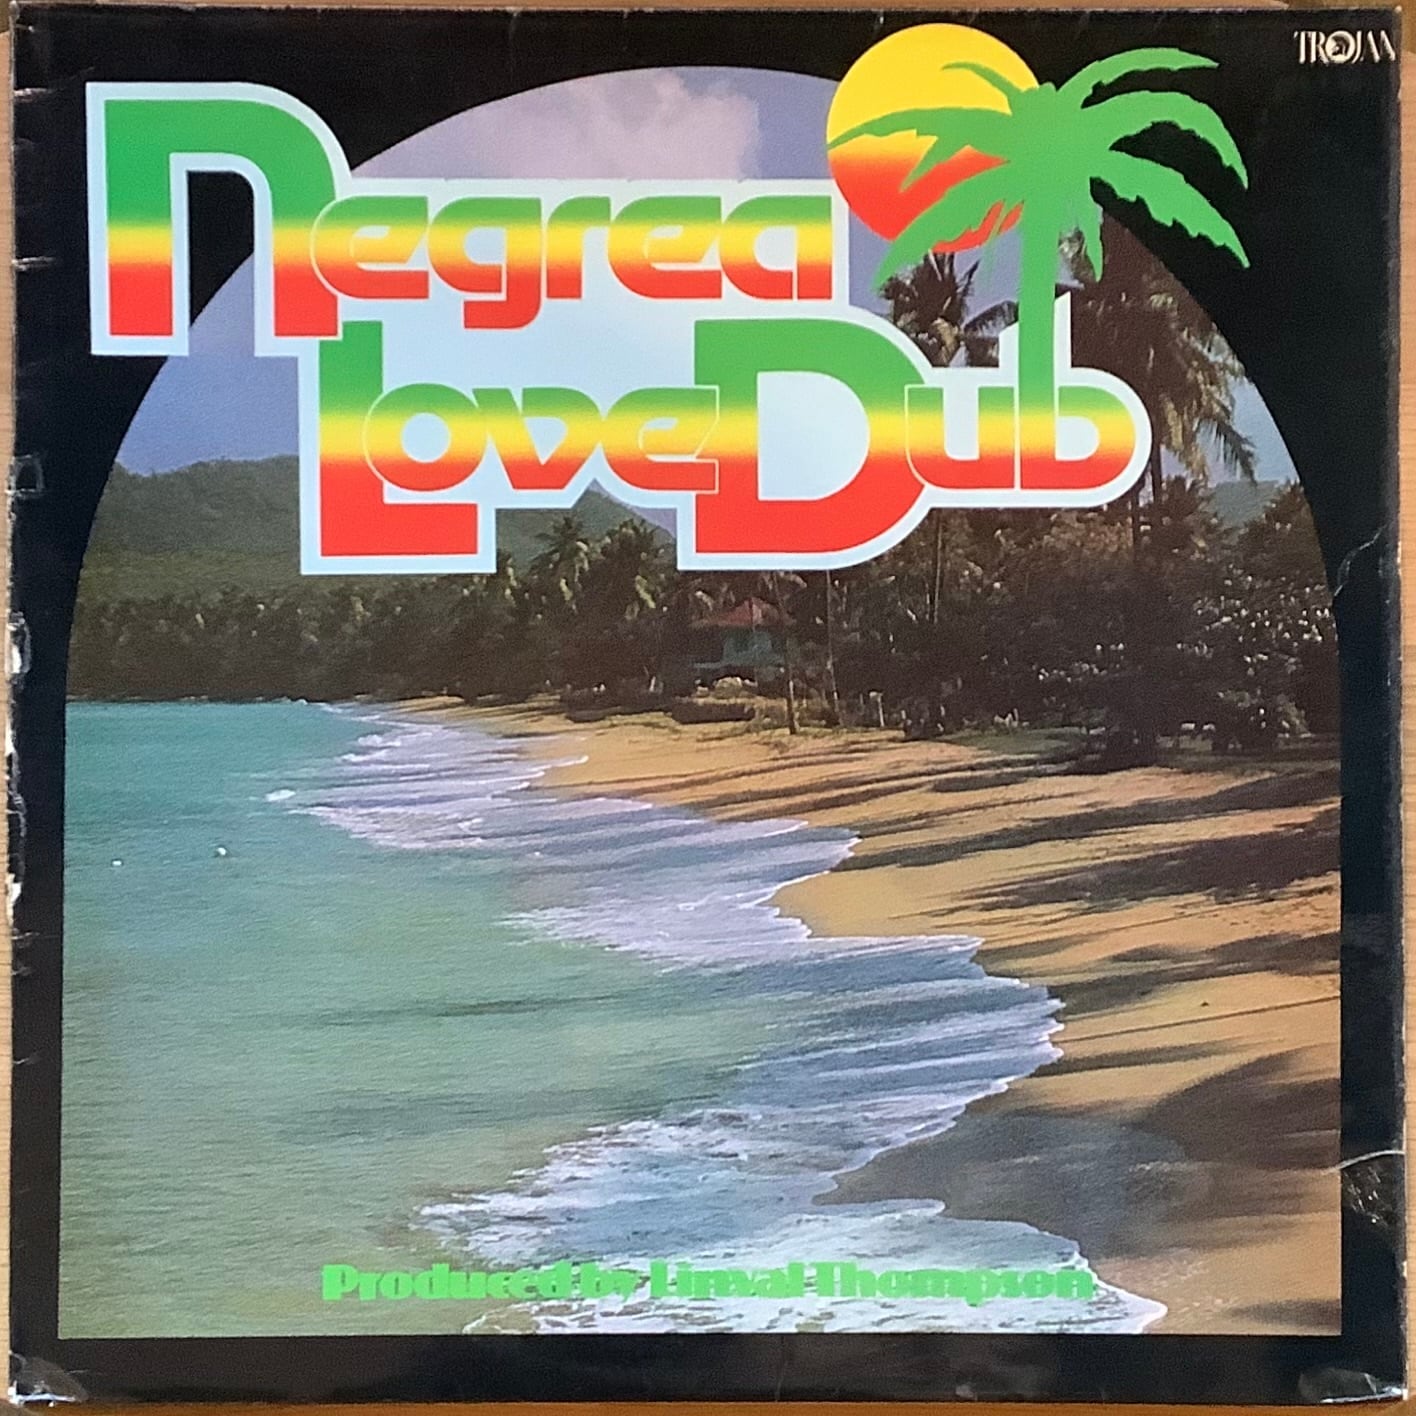 TROJAN
Negrea
Love Dub
Produced by Linval Thompson